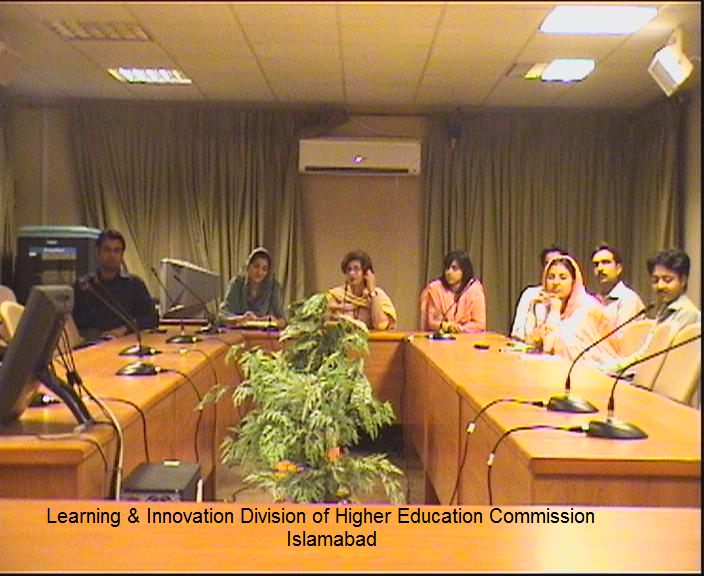 Learning & Innovation Division of Higher Education Commission
Islamabad